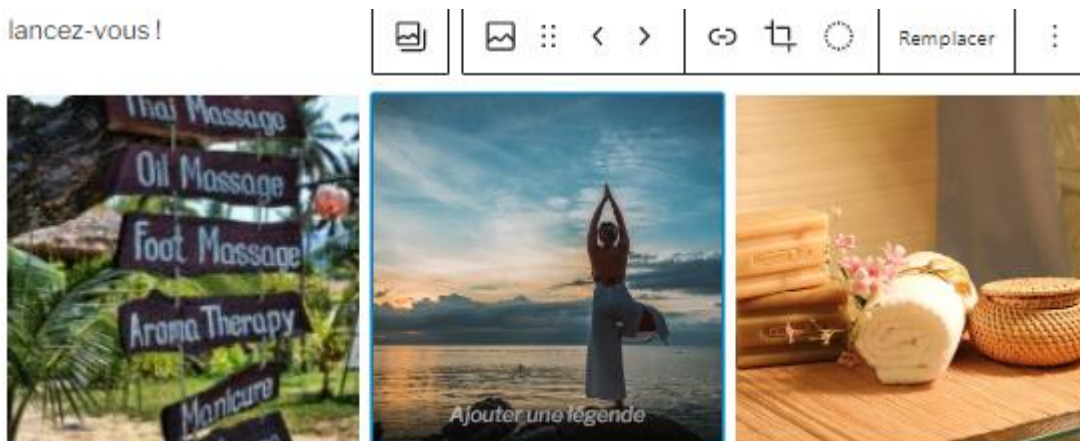 lancez-vous !
Remplacer
Thai Massage
Oil Massage
Foot Massage
Aroma Therapy
Manicure
Ajouter une légende